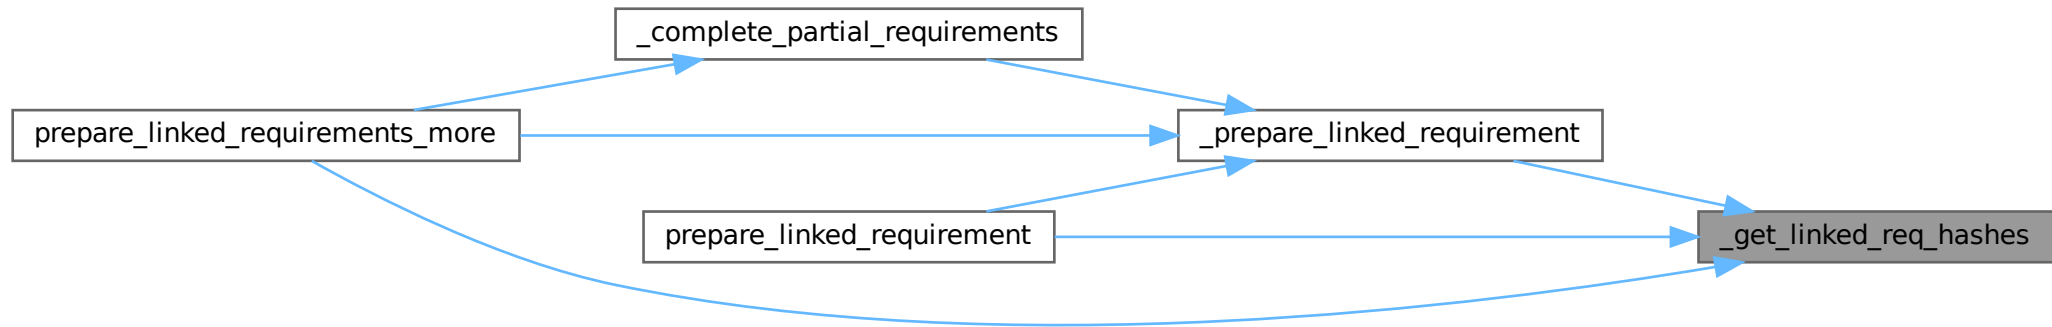 _complete_partial_requirements
prepare_linked_requirements_more
_prepare_linked_requirement
prepare_linked_requirement
_get_linked_req_hashes